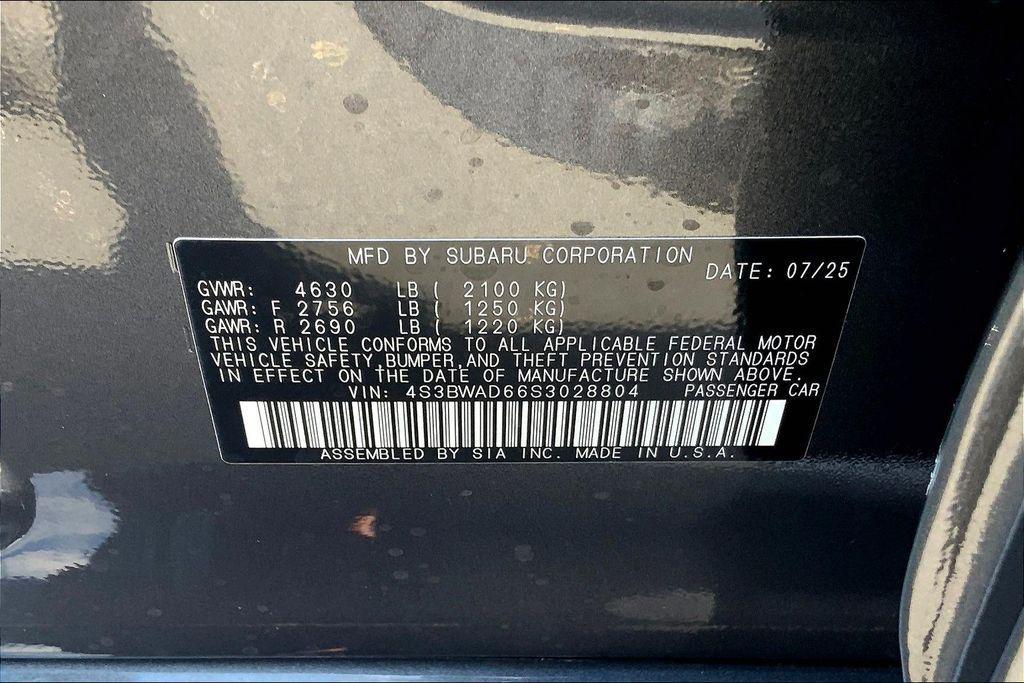 MFD BY SUBARU CORPORATION
DATE: 07/25
GVWR: 4630 LB ( 2100 KG)
GAWR: F 2756 LB ( 1250 KG)
GAWR: R 2690 LB ( 1220 KG)
THIS VEHICLE CONFORMS TO ALL APPLICABLE FEDERAL MOTOR
VEHICLE SAFETY,BUMPER,AND THEFT PREVENTION STANDARDS
IN EFFECT ON THE DATE OF MANUFACTURE SHOWN ABOVE.
VIN: 4S3BWAD66S3028804 PASSENGER CAR
ASSEMBLED BY SIA INC. MADE IN U.S.A.